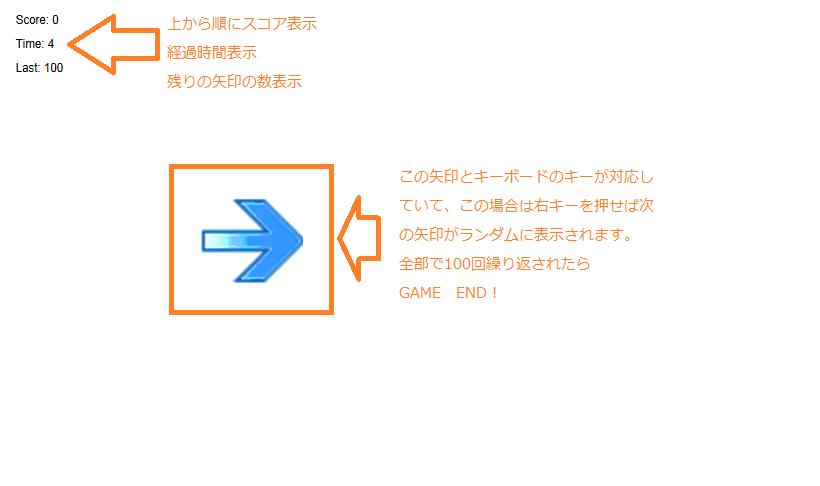 Score: 0
上から順にスコア表示
Time: 4
経過時間表示
Last: 100
残りの矢印の数表示
この矢印とキーボードのキーが対応し
ていて、この場合は右キーを押せば次
の矢印がランダムに表示されます。
全部で100回繰り返されたら
GAME　END！